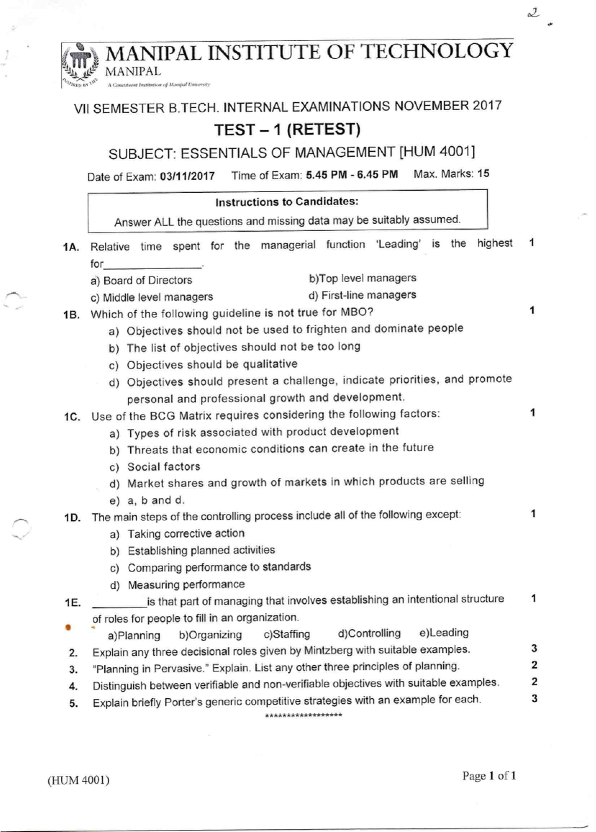 2
MANIPAL INSTITUTE OF TECHNOLOGY
MANIPAL
A Constituent Institution of Manipal University
VII SEMESTER B.TECH. INTERNAL EXAMINATIONS NOVEMBER 2017
TEST – 1 (RETEST)
SUBJECT: ESSENTIALS OF MANAGEMENT [HUM 4001]
Date of Exam: 03/11/2017 Time of Exam: 5.45 PM - 6.45 PM Max. Marks: 15
Instructions to Candidates:
Answer ALL the questions and missing data may be suitably assumed.
1A. Relative time spent for the managerial function 'Leading' is the highest 1
for__________________.
a) Board of Directors b)Top level managers
c) Middle level managers d) First-line managers
1B. Which of the following guideline is not true for MBO? 1
a) Objectives should not be used to frighten and dominate people
b) The list of objectives should not be too long
c) Objectives should be qualitative
d) Objectives should present a challenge, indicate priorities, and promote
personal and professional growth and development.
1C. Use of the BCG Matrix requires considering the following factors: 1
a) Types of risk associated with product development
b) Threats that economic conditions can create in the future
c) Social factors
d) Market shares and growth of markets in which products are selling
e) a, b and d.
1D. The main steps of the controlling process include all of the following except: 1
a) Taking corrective action
b) Establishing planned activities
c) Comparing performance to standards
d) Measuring performance
1E. __________is that part of managing that involves establishing an intentional structure 1
of roles for people to fill in an organization.
a)Planning b)Organizing c)Staffing d)Controlling e)Leading
2. Explain any three decisional roles given by Mintzberg with suitable examples. 3
3. "Planning in Pervasive." Explain. List any other three principles of planning. 2
4. Distinguish between verifiable and non-verifiable objectives with suitable examples. 2
5. Explain briefly Porter's generic competitive strategies with an example for each. 3
******************
(HUM 4001) Page 1 of 1